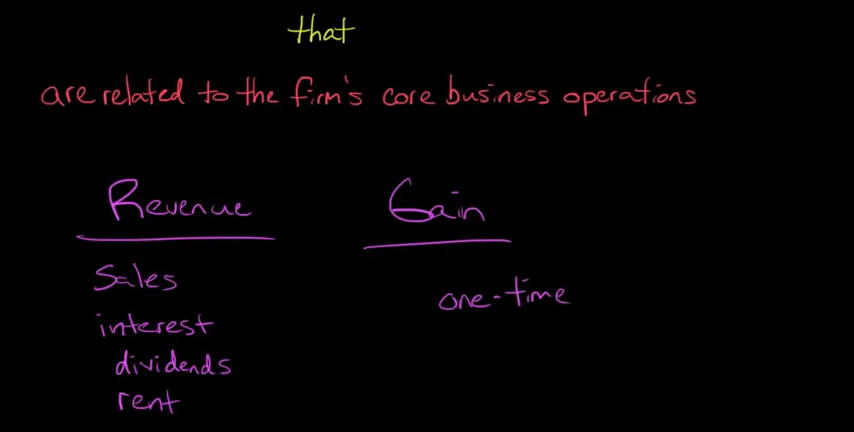 that
are related to the firm's core business operations
Revenue Gain
Sales
one-time
interest
dividends
rent